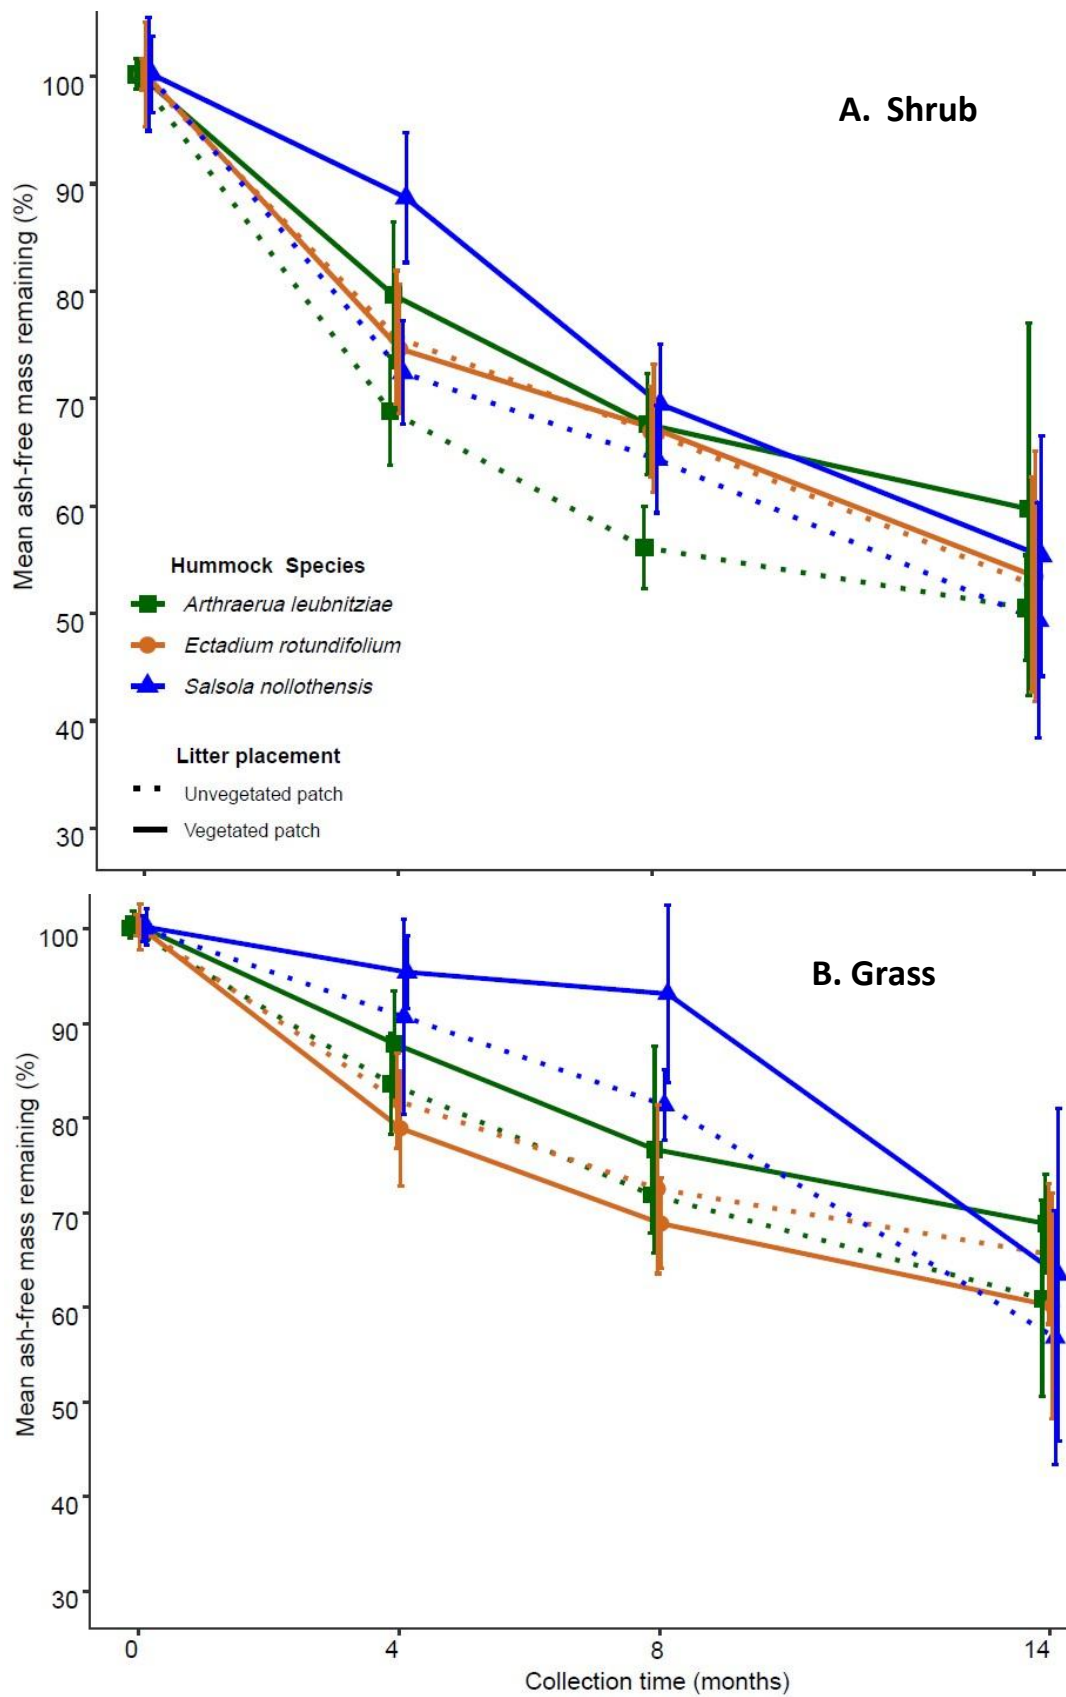 A. Shrub
Mean ash-free mass remaining (%)
100
90
80
70
60
50
40
30
Hummock Species
Arthraerua leubnitziae
Ectadium rotundifolium
Salsola nollothensis
Litter placement
Unvegetated patch
Vegetated patch
B. Grass
Mean ash-free mass remaining (%)
100
90
80
70
60
50
40
30
0 4 8 14
Collection time (months)